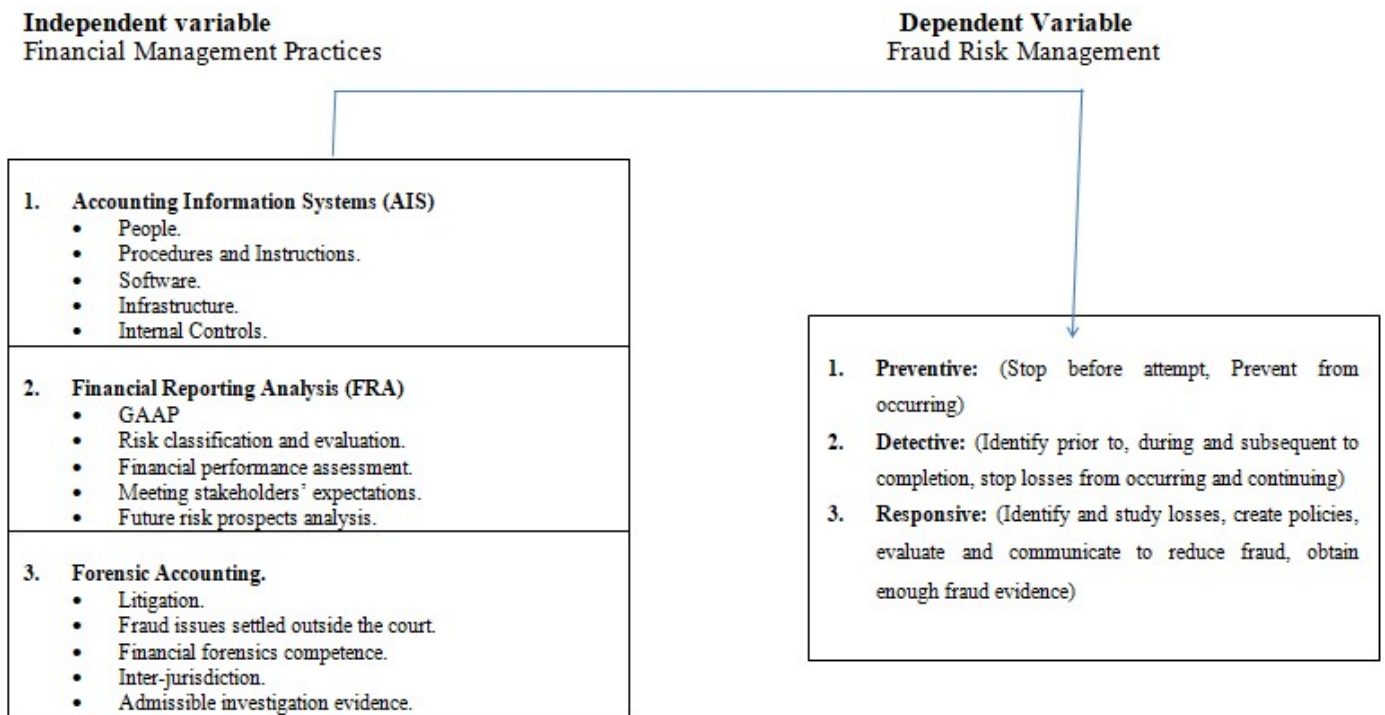 Independent variable
Financial Management Practices
Dependent Variable
Fraud Risk Management
1. Accounting Information Systems (AIS)
• People.
• Procedures and Instructions.
• Software.
• Infrastructure.
• Internal Controls.
2. Financial Reporting Analysis (FRA)
• GAAP
• Risk classification and evaluation.
• Financial performance assessment.
• Meeting stakeholders’ expectations.
• Future risk prospects analysis.
3. Forensic Accounting.
• Litigation.
• Fraud issues settled outside the court.
• Financial forensics competence.
• Inter-jurisdiction.
• Admissible investigation evidence.
1. Preventive: (Stop before attempt, Prevent from
occurring)
2. Detective: (Identify prior to, during and subsequent to
completion, stop losses from occurring and continuing)
3. Responsive: (Identify and study losses, create policies,
evaluate and communicate to reduce fraud, obtain
enough fraud evidence)